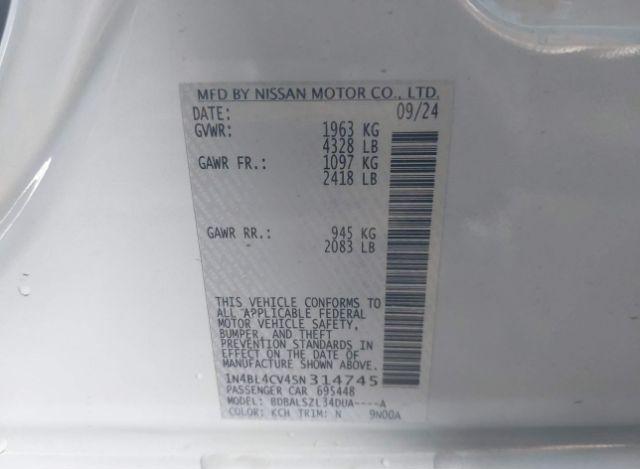 MFD BY NISSAN MOTOR CO., LTD.
DATE: 09/24
GVWR: 1963 KG
4328 LB
GAWR FR.: 1097 KG
2418 LB
GAWR RR.: 945 KG
2083 LB
THIS VEHICLE CONFORMS TO
ALL APPLICABLE FEDERAL
MOTOR VEHICLE SAFETY,
BUMPER, AND THEFT
PREVENTION STANDARDS
IN EFFECT ON THE DATE OF
MANUFACTURE SHOWN ABOVE.
1N4BL4CV4SN314745
PASSENGER CAR 695448
MODEL: BDBALSZL34DUA----A
COLOR: KCH TRIM: N 9N00A